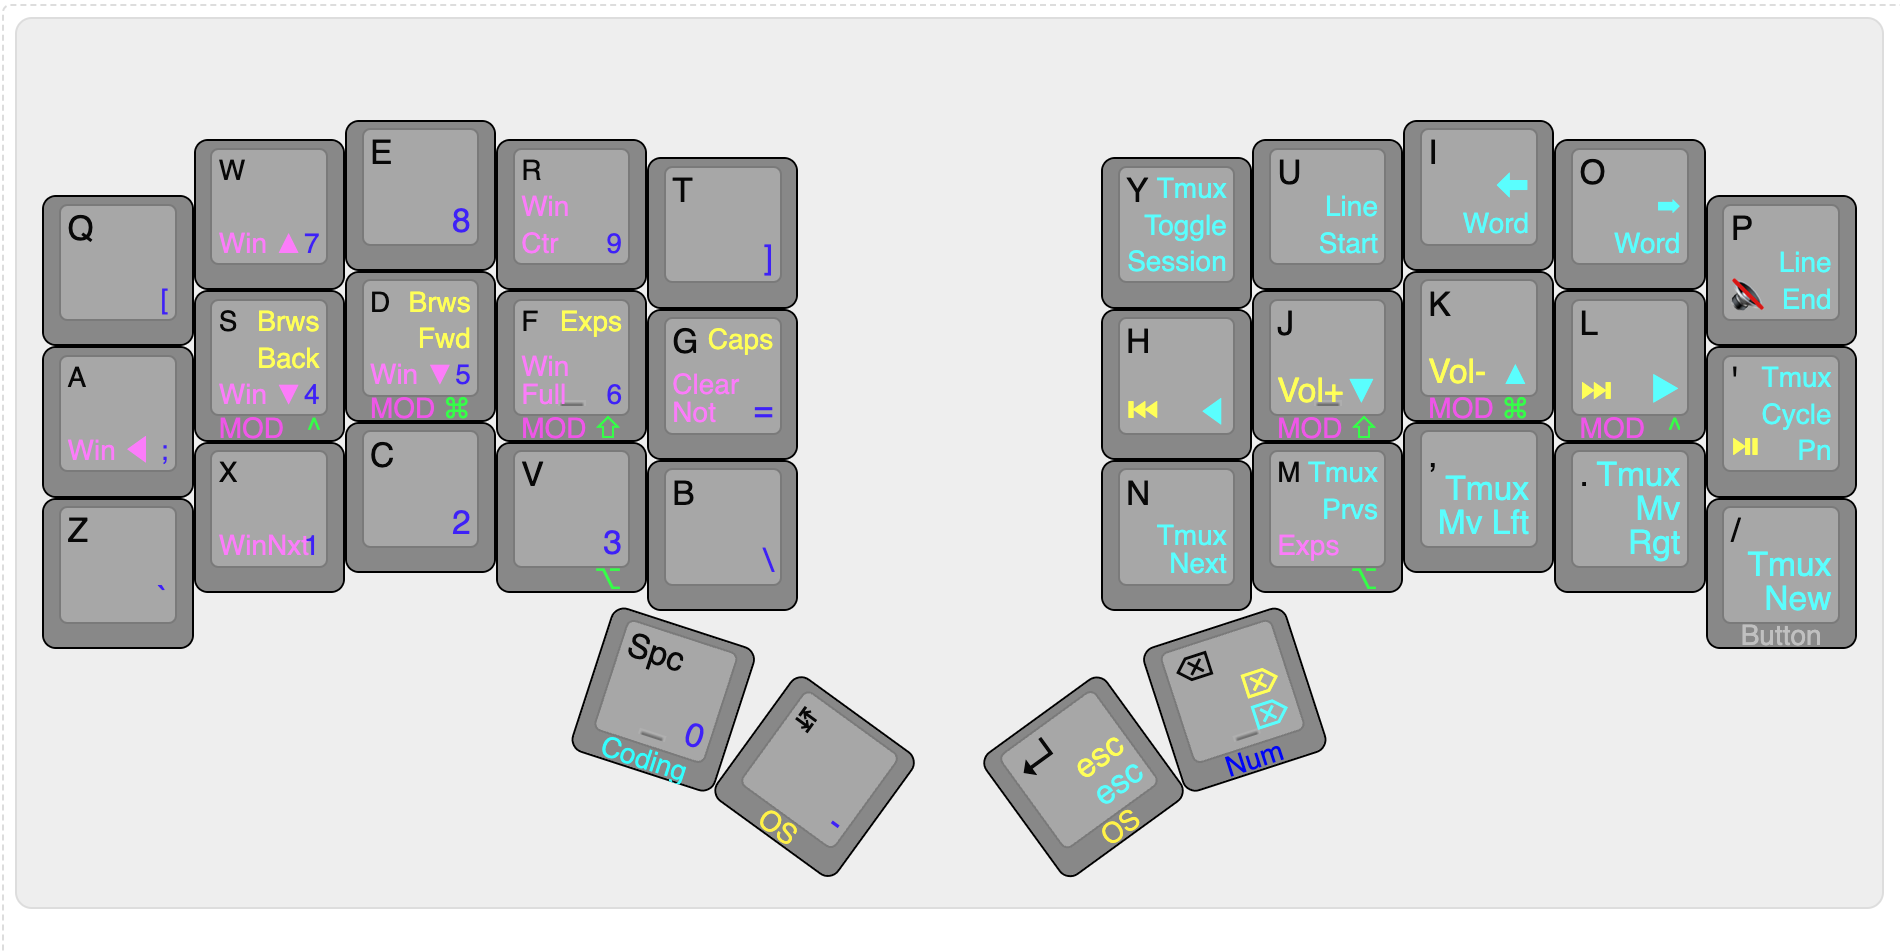 Q
[
W
Win ▲ 7
E
8
R
Win
Ctr 9
T
]
A
Win ◀ ;
S Brws
Back
Win ▼ 4
MOD ^
D Brws
Fwd
Win ▼ 5
MOD ⌘
F Exps
Win
Full 6
MOD ⇧
G Caps
Clear
Not =
Z
`
X
WinNxt1
C
2
V
3
⌥
B
\
Spc
0
Coding
↹
-
OS
Y Tmux
Toggle
Session
U
Line
Start
I
⬅
Word
O
➡
Word
P
Line
End
H
⏮ ◀
J
Vol+ ▼
MOD ⇧
K
Vol- ▲
MOD ⌘
L
⏭ ▶
MOD ^
' Tmux
Cycle
⏯ Pn
N
Tmux
Next
M Tmux
Prvs
Exps
⌥
,
Tmux
Mv Lft
. Tmux
Mv
Rgt
/
Tmux
New
Button
⌫
⌦
⌦
Num
↵
esc
esc
OS